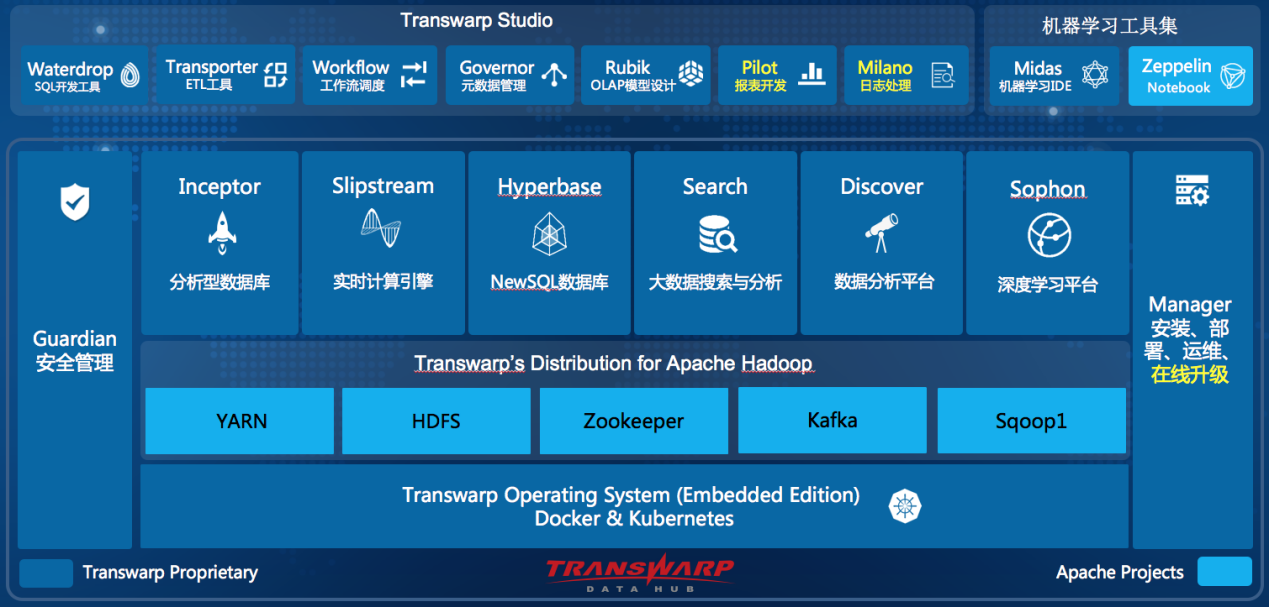 Transwarp Studio
机器学习工具集
Waterdrop
SQL开发工具
Transporter
ETL工具
Workflow
工作流调度
Governor
元数据管理
Rubik
OLAP模型设计
Pilot
报表开发
Milano
日志处理
Midas
机器学习IDE
Zeppelin
Notebook
Guardian
安全管理
Inceptor
分析型数据库
Slipstream
实时计算引擎
Hyperbase
NewSQL数据库
Search
大数据搜索与分析
Discover
数据分析平台
Sophon
深度学习平台
Manager
安装、部
署、运维、
在线升级
Transwarp's Distribution for Apache Hadoop
YARN
HDFS
Zookeeper
Kafka
Sqoop1
Transwarp Operating System (Embedded Edition)
Docker & Kubernetes
Transwarp Proprietary
TRANSWARP
DATA HUB
Apache Projects